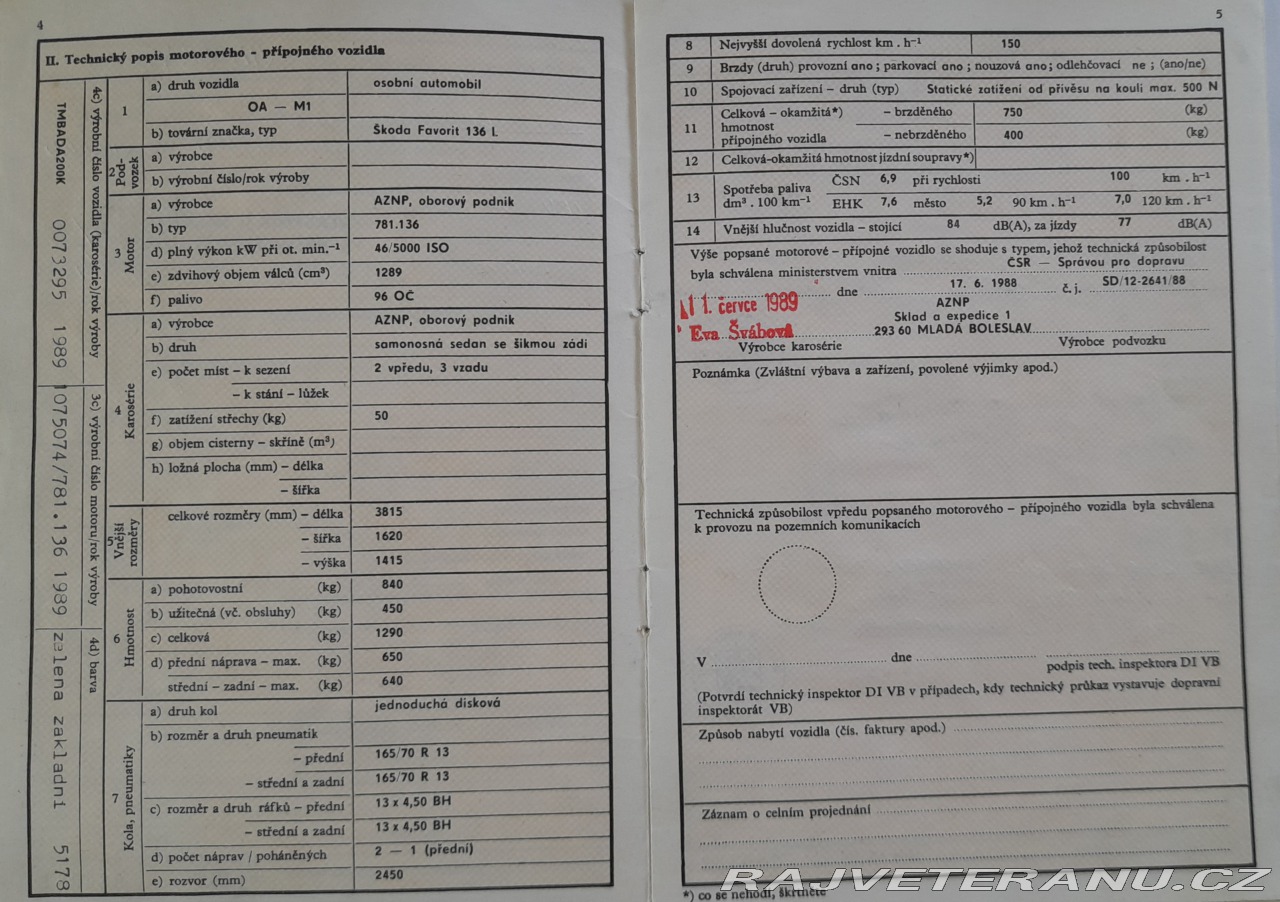 4
II. Technický popis motorového – přípojného vozidla
4c) výrobní číslo vozidla (karosérie)/rok výroby
3c) výrobní číslo motoru/rok výroby
4d) barva
TMBADA200K 0073295 1989
1075074/781.136 1989
zelena zakladni 5178
1
a) druh vozidla osobní automobil
OA — M1
b) tovární značka, typ Škoda Favorit 136 L
2 Pod-vozek
a) výrobce
b) výrobní číslo/rok výroby
3 Motor
a) výrobce AZNP, oborový podnik
b) typ 781.136
d) plný výkon kW při ot. min.⁻¹ 46/5000 ISO
e) zdvihový objem válců (cm³) 1289
f) palivo 96 OČ
4 Karosérie
a) výrobce AZNP, oborový podnik
b) druh samonosná sedan se šikmou zádí
e) počet míst – k sezení 2 vpředu, 3 vzadu
– k stání – lůžek
f) zatížení střechy (kg) 50
g) objem cisterny – skříně (m³)
h) ložná plocha (mm) – délka
– šířka
5 Vnější rozměry
celkové rozměry (mm) – délka 3815
– šířka 1620
– výška 1415
6 Hmotnost
a) pohotovostní (kg) 840
b) užitečná (vč. obsluhy) (kg) 450
c) celková (kg) 1290
d) přední náprava – max. (kg) 650
střední – zadní – max. (kg) 640
7 Kola, pneumatiky
a) druh kol jednoduchá disková
b) rozměr a druh pneumatik
– přední 165/70 R 13
– střední a zadní 165/70 R 13
c) rozměr a druh ráfků – přední 13 x 4,50 BH
– střední a zadní 13 x 4,50 BH
d) počet náprav / poháněných 2 — 1 (přední)
e) rozvor (mm) 2450
5
8 Nejvyšší dovolená rychlost km . h⁻¹ 150
9 Brzdy (druh) provozní ano ; parkovací ano ; nouzová ano; odlehčovací ne ; (ano/ne)
10 Spojovací zařízení – druh (typ) Statické zatížení od přívěsu na kouli max. 500 N
11 Celková – okamžitá*) – brzděného 750 (kg)
hmotnost
přípojného vozidla – nebrzděného 400 (kg)
12 Celková-okamžitá hmotnost jízdní soupravy*)
13 Spotřeba paliva ČSN 6,9 při rychlosti 100 km . h⁻¹
dm³ . 100 km⁻¹ EHK 7,6 město 5,2 90 km . h⁻¹ 7,0 120 km . h⁻¹
14 Vnější hlučnost vozidla – stojící 84 dB(A), za jízdy 77 dB(A)
Výše popsané motorové – přípojné vozidlo se shoduje s typem, jehož technická způsobilost
byla schválena ministerstvem vnitra ČSR — Správou pro dopravu
dne 17. 6. 1988 č. j. SD/12-2641/88
11. července 1989
AZNP
Sklad a expedice 1
Eva Švábová 293 60 MLADÁ BOLESLAV
Výrobce karosérie Výrobce podvozku
Poznámka (Zvláštní výbava a zařízení, povolené výjimky apod.)
Technická způsobilost vpředu popsaného motorového – přípojného vozidla byla schválena
k provozu na pozemních komunikacích
V dne
podpis tech. inspektora DI VB
(Potvrdí technický inspektor DI VB v případech, kdy technický průkaz vystavuje dopravní
inspektorát VB)
Způsob nabytí vozidla (čís. faktury apod.)
Záznam o celním projednání
*) co se nehodí, škrtněte
RAJVETERANU.CZ